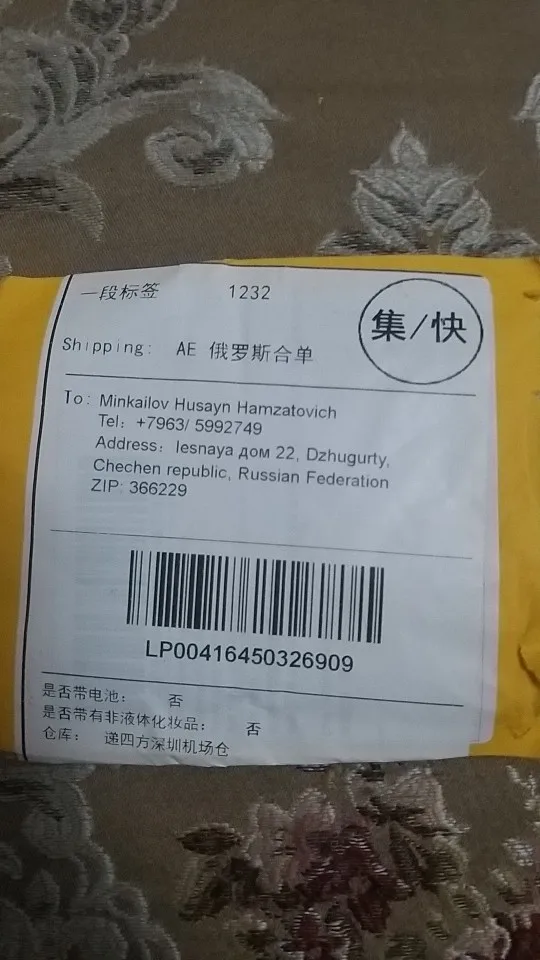 一段标签 1232
集/快
Shipping: AE 俄罗斯合单
To: Minkailov Husayn Hamzatovich
Tel: +7963/ 5992749
Address: lesnaya дом 22, Dzhugurty,
Chechen republic, Russian Federation
ZIP: 366229
LP00416450326909
是否带电池: 否
是否带有非液体化妆品: 否
仓库: 递四方深圳机场仓